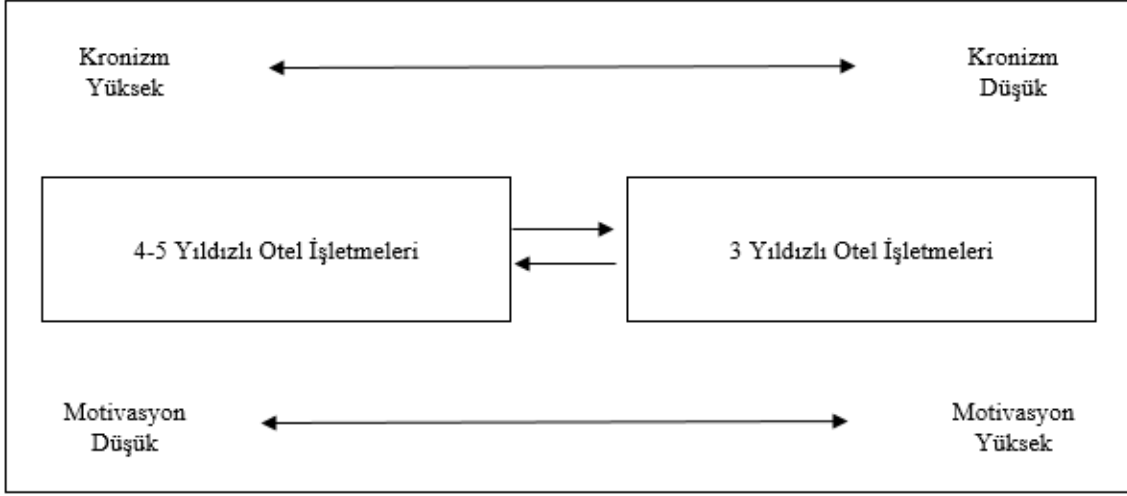 Kronizm
Yüksek
Kronizm
Düşük
4-5 Yıldızlı Otel İşletmeleri
3 Yıldızlı Otel İşletmeleri
Motivasyon
Düşük
Motivasyon
Yüksek